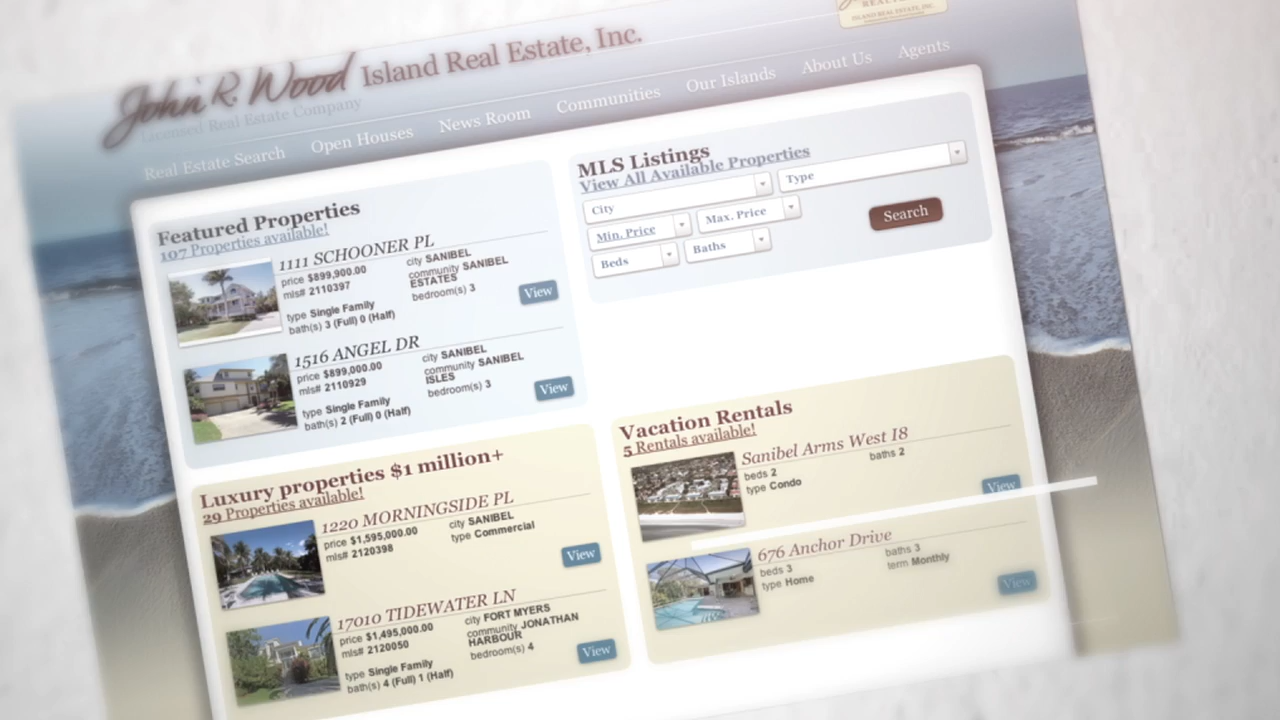 John R. Wood Island Real Estate, Inc.
Licensed Real Estate Company
ISLAND REAL ESTATE, INC.
Real Estate Search Open Houses News Room Communities Our Islands About Us Agents
Featured Properties
107 Properties available!
1111 SCHOONER PL
price $899,900.00
mls# 2110397
type Single Family
bath(s) 3 (Full) 0 (Half)
city SANIBEL
community SANIBEL
ESTATES
bedroom(s) 3
View
1516 ANGEL DR
price $899,000.00
mls# 2110929
type Single Family
bath(s) 2 (Full) 0 (Half)
city SANIBEL
community SANIBEL
ISLES
bedroom(s) 3
View
MLS Listings
View All Available Properties
City
Type
Min. Price
Max. Price
Beds
Baths
Search
Luxury properties $1 million+
29 Properties available!
1220 MORNINGSIDE PL
price $1,595,000.00
mls# 2120398
city SANIBEL
type Commercial
View
17010 TIDEWATER LN
price $1,495,000.00
mls# 2120050
type Single Family
bath(s) 4 (Full) 1 (Half)
city FORT MYERS
community JONATHAN
HARBOUR
bedroom(s) 4
View
Vacation Rentals
5 Rentals available!
Sanibel Arms West I8
beds 2
type Condo
baths 2
View
676 Anchor Drive
beds 3
type Home
baths 3
term Monthly
View